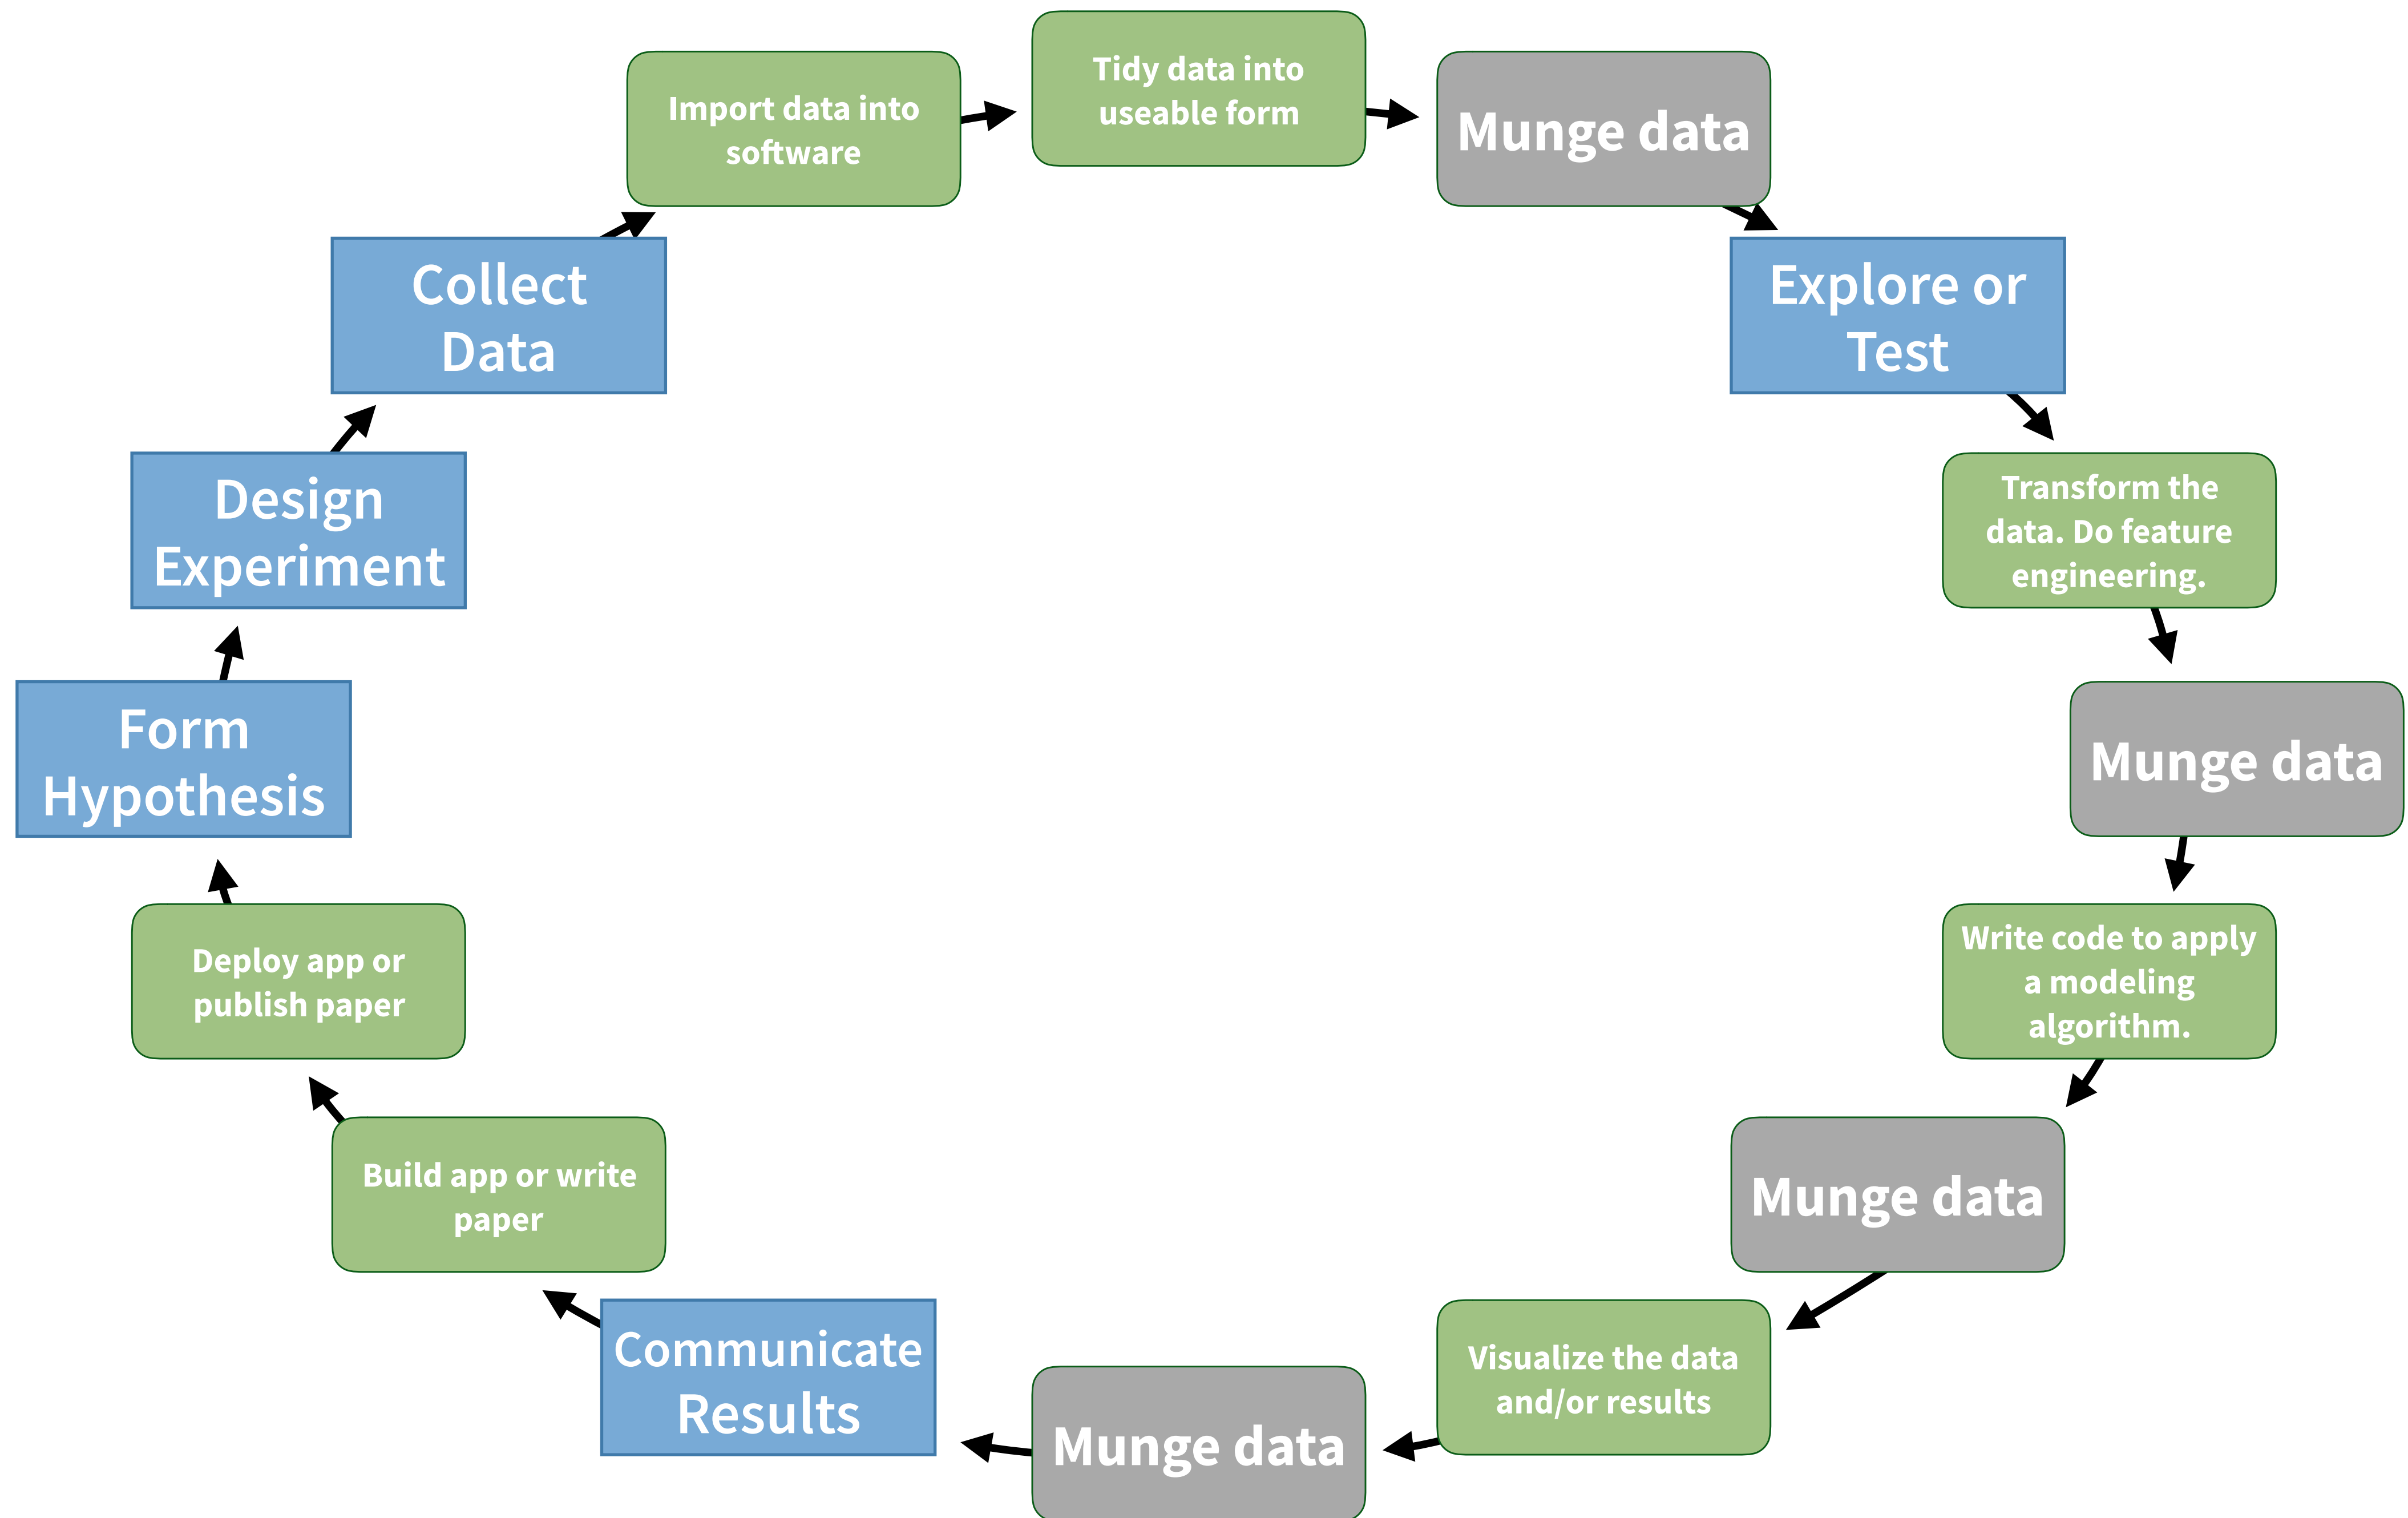 Tidy data into
useable form
Import data into
software
Munge data
Collect
Data
Explore or
Test
Design
Experiment
Transform the
data. Do feature
engineering.
Form
Hypothesis
Munge data
Deploy app or
publish paper
Write code to apply
a modeling
algorithm.
Build app or write
paper
Munge data
Communicate
Results
Visualize the data
and/or results
Munge data